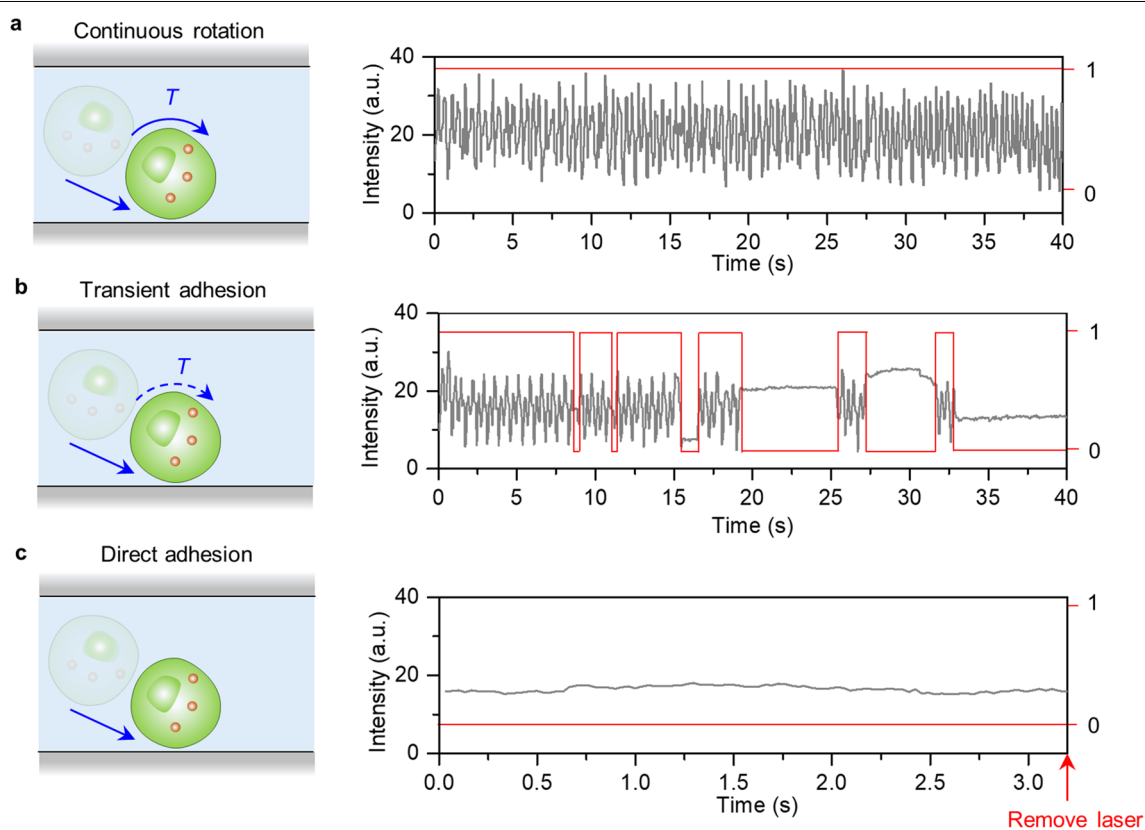 a
Continuous rotation
T
Intensity (a.u.)
40
20
0
1
0
0 5 10 15 20 25 30 35 40
Time (s)
b
Transient adhesion
T
Intensity (a.u.)
40
20
0
1
0
0 5 10 15 20 25 30 35 40
Time (s)
c
Direct adhesion
Intensity (a.u.)
40
20
0
1
0
0.0 0.5 1.0 1.5 2.0 2.5 3.0
Time (s)
Remove laser